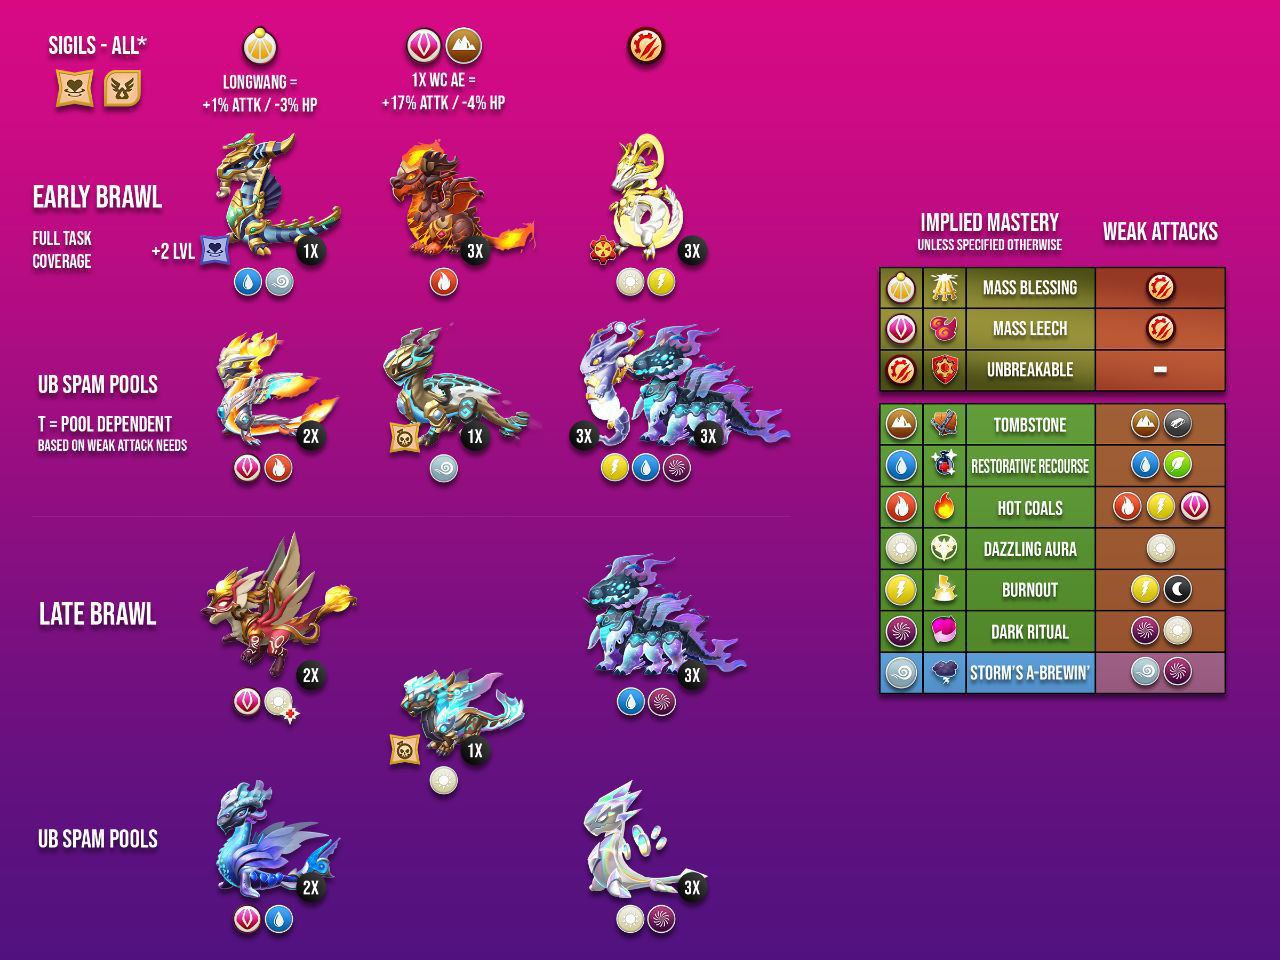 SIGILS - ALL*
LONGWANG =
+1% ATTK / -3% HP
1X WC AE =
+17% ATTK / -4% HP
EARLY BRAWL
FULL TASK
COVERAGE
+2 LVL
1X
3X
3X
UB SPAM POOLS
T = POOL DEPENDENT
BASED ON WEAK ATTACK NEEDS
2X
1X
3X
3X
LATE BRAWL
2X
1X
3X
UB SPAM POOLS
2X
3X
IMPLIED MASTERY
UNLESS SPECIFIED OTHERWISE
WEAK ATTACKS
MASS BLESSING
MASS LEECH
UNBREAKABLE
-
TOMBSTONE
RESTORATIVE RECOURSE
HOT COALS
DAZZLING AURA
BURNOUT
DARK RITUAL
STORM'S A-BREWIN'